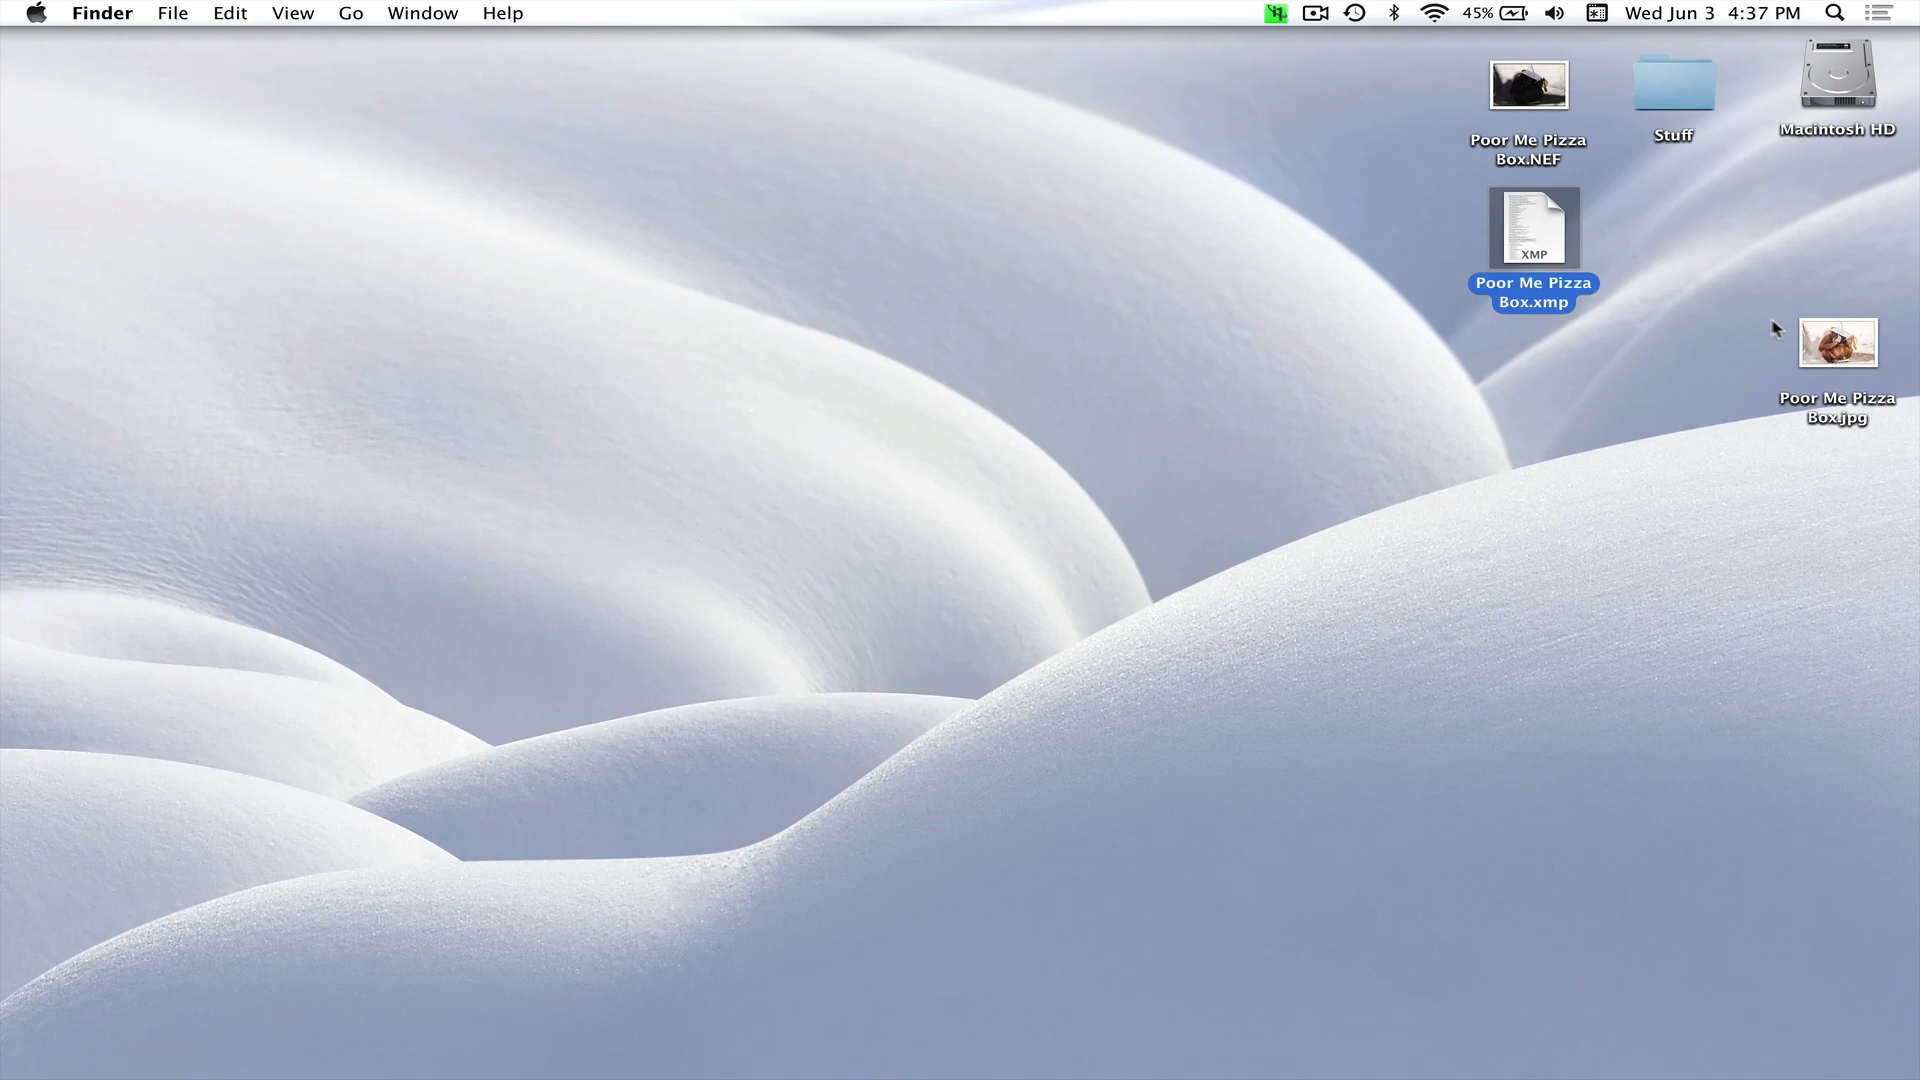 Finder File Edit View Go Window Help 45% Wed Jun 3 4:37 PM
Poor Me Pizza
Box.NEF
Stuff
Macintosh HD
XMP
Poor Me Pizza
Box.xmp
Poor Me Pizza
Box.jpg